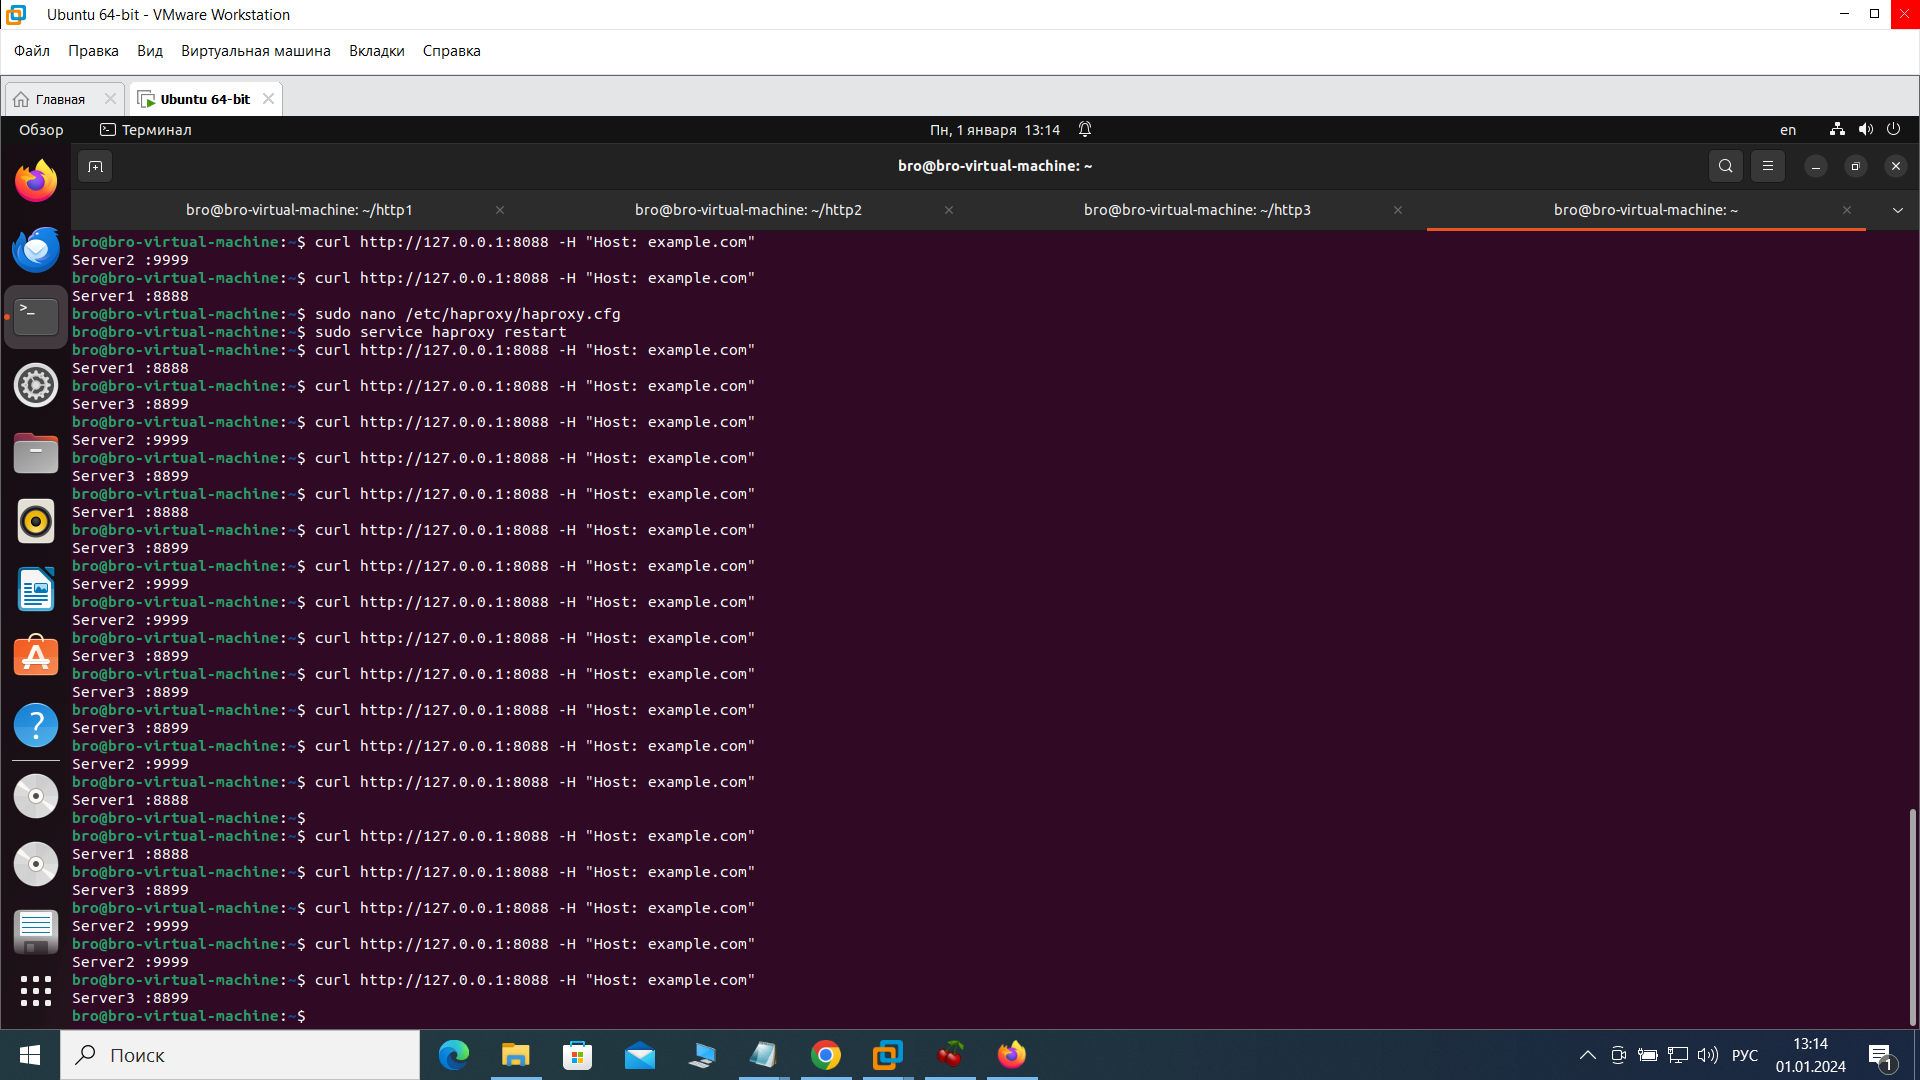 Ubuntu 64-bit - VMware Workstation
Файл Правка Вид Виртуальная машина Вкладки Справка
Главная Ubuntu 64-bit
Обзор Терминал Пн, 1 января 13:14 en
bro@bro-virtual-machine: ~
bro@bro-virtual-machine: ~/http1 bro@bro-virtual-machine: ~/http2 bro@bro-virtual-machine: ~/http3 bro@bro-virtual-machine: ~
bro@bro-virtual-machine:~$ curl http://127.0.0.1:8088 -H "Host: example.com"
Server2 :9999
bro@bro-virtual-machine:~$ curl http://127.0.0.1:8088 -H "Host: example.com"
Server1 :8888
bro@bro-virtual-machine:~$ sudo nano /etc/haproxy/haproxy.cfg
bro@bro-virtual-machine:~$ sudo service haproxy restart
bro@bro-virtual-machine:~$ curl http://127.0.0.1:8088 -H "Host: example.com"
Server1 :8888
bro@bro-virtual-machine:~$ curl http://127.0.0.1:8088 -H "Host: example.com"
Server3 :8899
bro@bro-virtual-machine:~$ curl http://127.0.0.1:8088 -H "Host: example.com"
Server2 :9999
bro@bro-virtual-machine:~$ curl http://127.0.0.1:8088 -H "Host: example.com"
Server3 :8899
bro@bro-virtual-machine:~$ curl http://127.0.0.1:8088 -H "Host: example.com"
Server1 :8888
bro@bro-virtual-machine:~$ curl http://127.0.0.1:8088 -H "Host: example.com"
Server3 :8899
bro@bro-virtual-machine:~$ curl http://127.0.0.1:8088 -H "Host: example.com"
Server2 :9999
bro@bro-virtual-machine:~$ curl http://127.0.0.1:8088 -H "Host: example.com"
Server2 :9999
bro@bro-virtual-machine:~$ curl http://127.0.0.1:8088 -H "Host: example.com"
Server3 :8899
bro@bro-virtual-machine:~$ curl http://127.0.0.1:8088 -H "Host: example.com"
Server3 :8899
bro@bro-virtual-machine:~$ curl http://127.0.0.1:8088 -H "Host: example.com"
Server3 :8899
bro@bro-virtual-machine:~$ curl http://127.0.0.1:8088 -H "Host: example.com"
Server2 :9999
bro@bro-virtual-machine:~$ curl http://127.0.0.1:8088 -H "Host: example.com"
Server1 :8888
bro@bro-virtual-machine:~$
bro@bro-virtual-machine:~$ curl http://127.0.0.1:8088 -H "Host: example.com"
Server1 :8888
bro@bro-virtual-machine:~$ curl http://127.0.0.1:8088 -H "Host: example.com"
Server3 :8899
bro@bro-virtual-machine:~$ curl http://127.0.0.1:8088 -H "Host: example.com"
Server2 :9999
bro@bro-virtual-machine:~$ curl http://127.0.0.1:8088 -H "Host: example.com"
Server2 :9999
bro@bro-virtual-machine:~$ curl http://127.0.0.1:8088 -H "Host: example.com"
Server3 :8899
bro@bro-virtual-machine:~$
Поиск РУС 13:14
01.01.2024 1